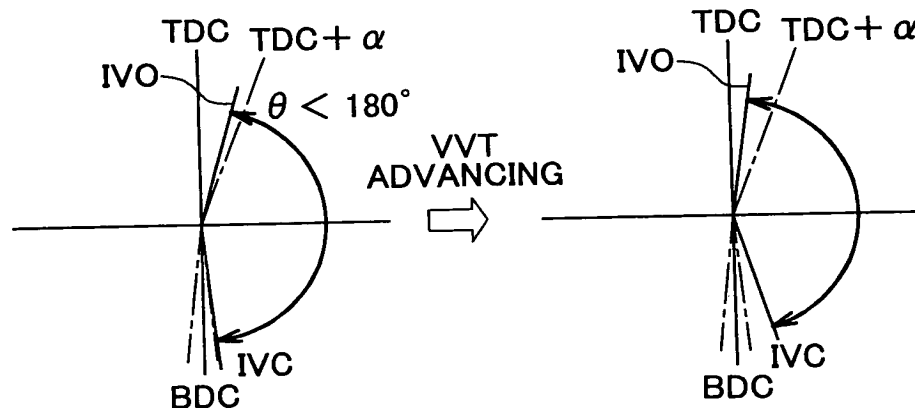 TDC
TDC + α
IVO
θ < 180°
IVC
BDC
VVT
ADVANCING
TDC
TDC + α
IVO
IVC
BDC